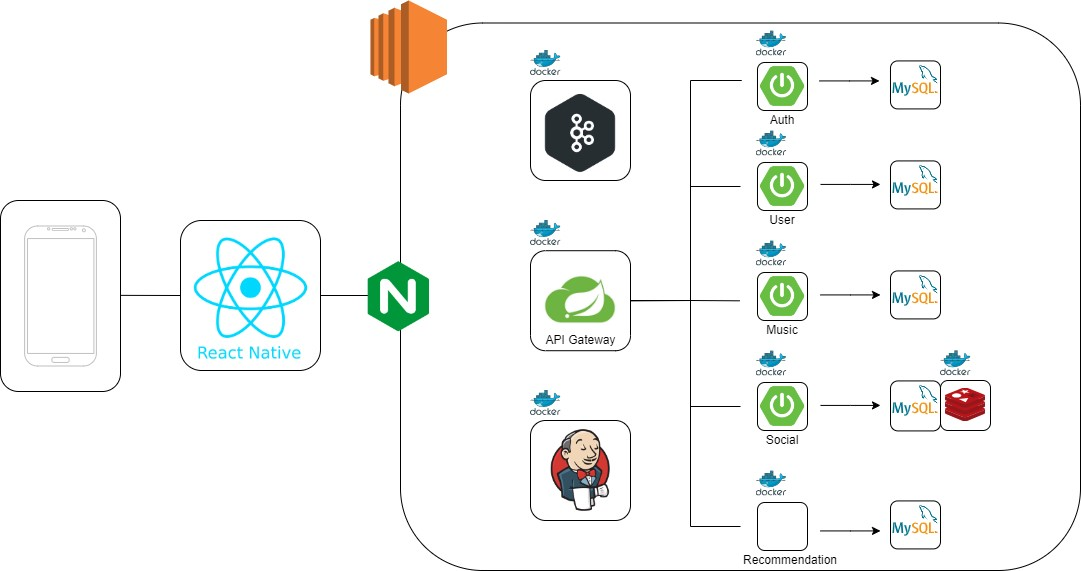 docker
docker
Auth
MySQL.
docker
User
MySQL.
React Native
N
docker
API Gateway
docker
Music
MySQL.
docker
docker
Social
MySQL.
docker
docker
Recommendation
MySQL.